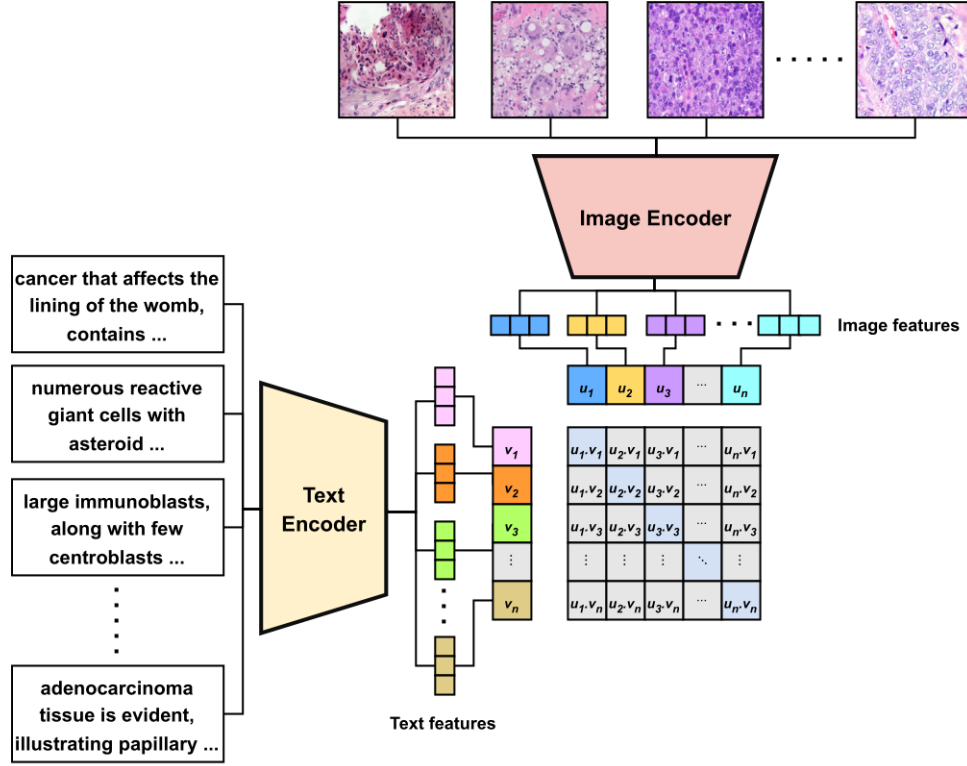 Image Encoder
Image features
u1 u2 u3 ... un
cancer that affects the
lining of the womb,
contains ...
numerous reactive
giant cells with
asteroid ...
large immunoblasts,
along with few
centroblasts ...
adenocarcinoma
tissue is evident,
illustrating papillary ...
Text
Encoder
Text features
v1
v2
v3
⋮
vn
u1.v1 u2.v1 u3.v1 ... un.v1
u1.v2 u2.v2 u3.v2 ... un.v2
u1.v3 u2.v3 u3.v3 ... un.v3
⋮ ⋮ ⋮ ⋱ ⋮
u1.vn u2.vn u3.vn ... un.vn